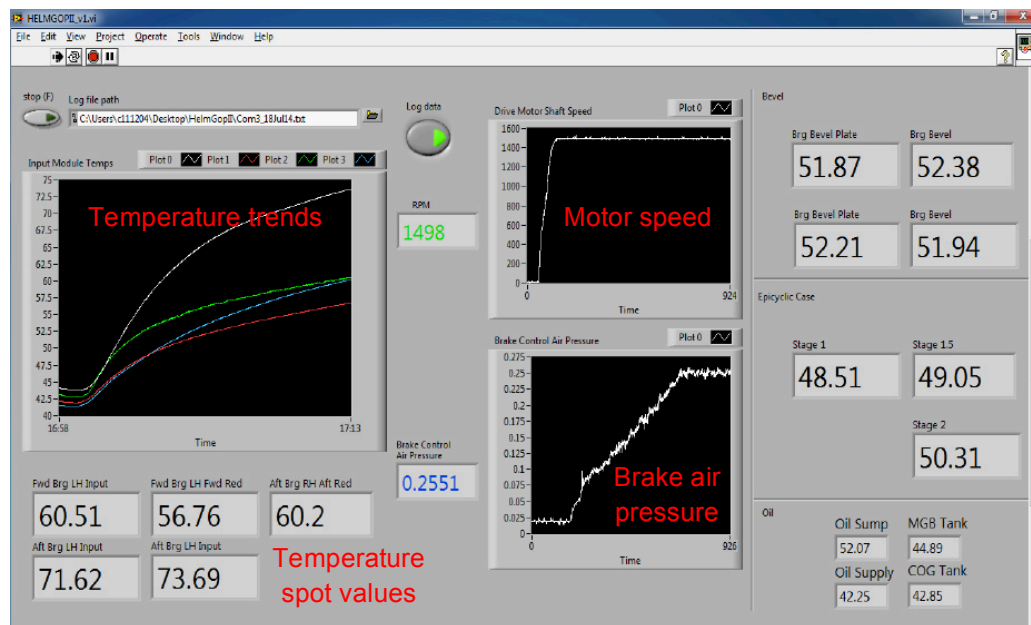 HELMGOPII_v1.vi
File Edit View Project Operate Tools Window Help
stop (F)
Log file path
C:\Users\c111204\Desktop\HelmGopII\Com3_18Jul14.txt
Input Module Temps
Plot 0 Plot 1 Plot 2 Plot 3
75-
72.5-
70-
67.5-
65-
62.5-
60-
57.5-
55-
52.5-
50-
47.5-
45-
42.5-
40-
16:58
17:13
Time
Temperature trends
Log data
RPM
1498
Drive Motor Shaft Speed
Plot 0
1600-
1400-
1200-
1000-
800-
600-
400-
200-
0-
0
924
Time
Motor speed
Brake Control
Air Pressure
0.2551
Brake Control Air Pressure
Plot 0
0.275
0.25-
0.225-
0.2-
0.175-
0.15-
0.125-
0.1-
0.075-
0.05-
0.025-
0-
0
926
Time
Brake air
pressure
Fwd Brg LH Input
60.51
Fwd Brg LH Fwd Red
56.76
Aft Brg RH Aft Red
60.2
Aft Brg LH Input
71.62
Aft Brg LH Input
73.69
Temperature
spot values
Bevel
Brg Bevel Plate
51.87
Brg Bevel
52.38
Brg Bevel Plate
52.21
Brg Bevel
51.94
Epicyclic Case
Stage 1
48.51
Stage 1.5
49.05
Stage 2
50.31
Oil
Oil Sump
52.07
MGB Tank
44.89
Oil Supply
42.25
COG Tank
42.85